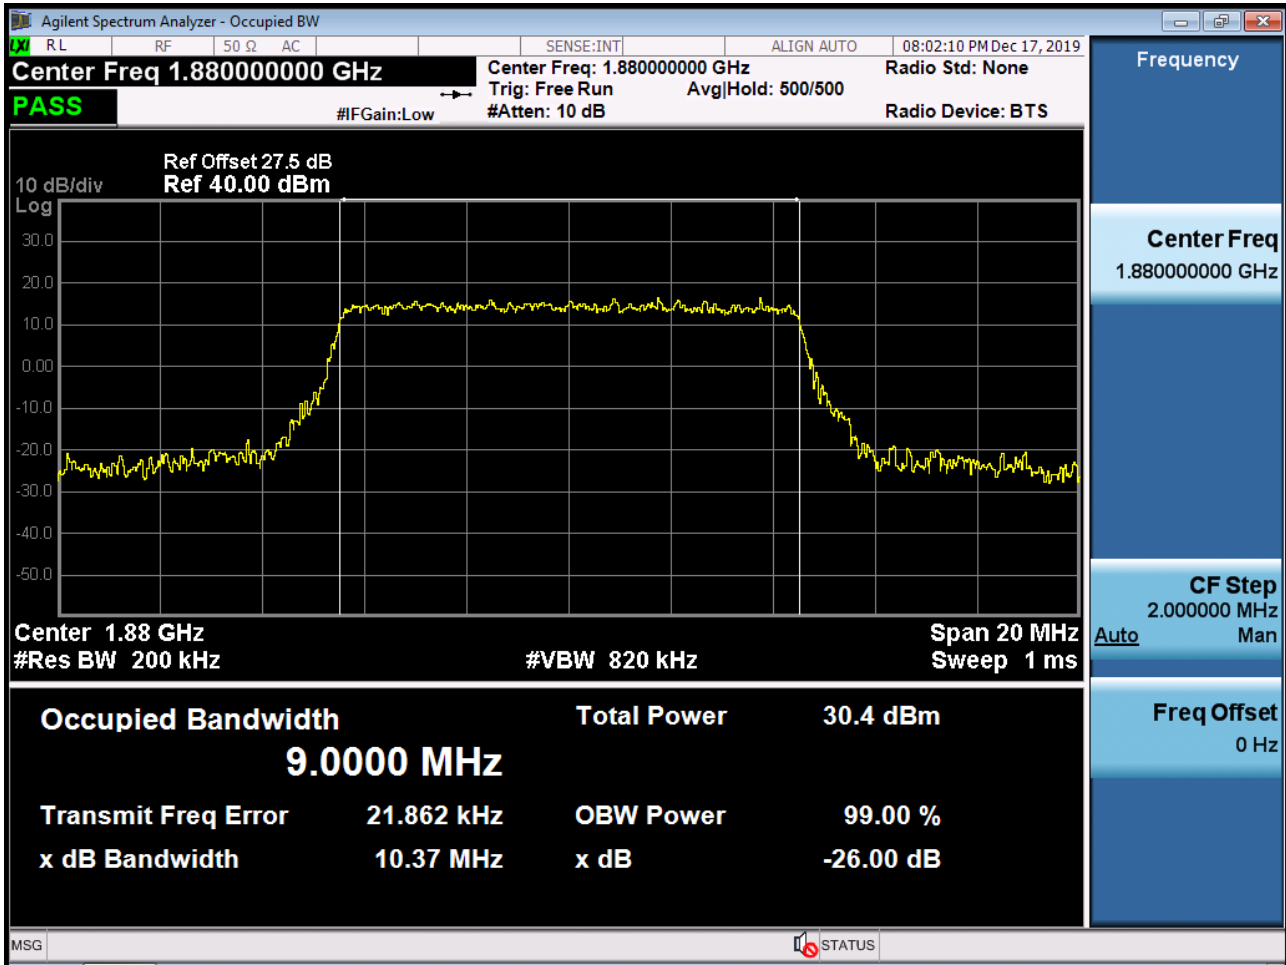 Agilent Spectrum Analyzer - Occupied BW
LXI RL RF 50 Ω AC SENSE:INT ALIGN AUTO 08:02:10 PM Dec 17, 2019
Center Freq 1.880000000 GHz
PASS
#IFGain:Low
Center Freq: 1.880000000 GHz
Trig: Free Run Avg|Hold: 500/500
#Atten: 10 dB
Radio Std: None
Radio Device: BTS
Ref Offset 27.5 dB
10 dB/div Ref 40.00 dBm
Log
30.0
20.0
10.0
0.00
-10.0
-20.0
-30.0
-40.0
-50.0
Center 1.88 GHz Span 20 MHz
#Res BW 200 kHz #VBW 820 kHz Sweep 1 ms
Occupied Bandwidth Total Power 30.4 dBm
9.0000 MHz
Transmit Freq Error 21.862 kHz OBW Power 99.00 %
x dB Bandwidth 10.37 MHz x dB -26.00 dB
MSG STATUS
Frequency
Center Freq
1.880000000 GHz
CF Step
2.000000 MHz
Auto Man
Freq Offset
0 Hz